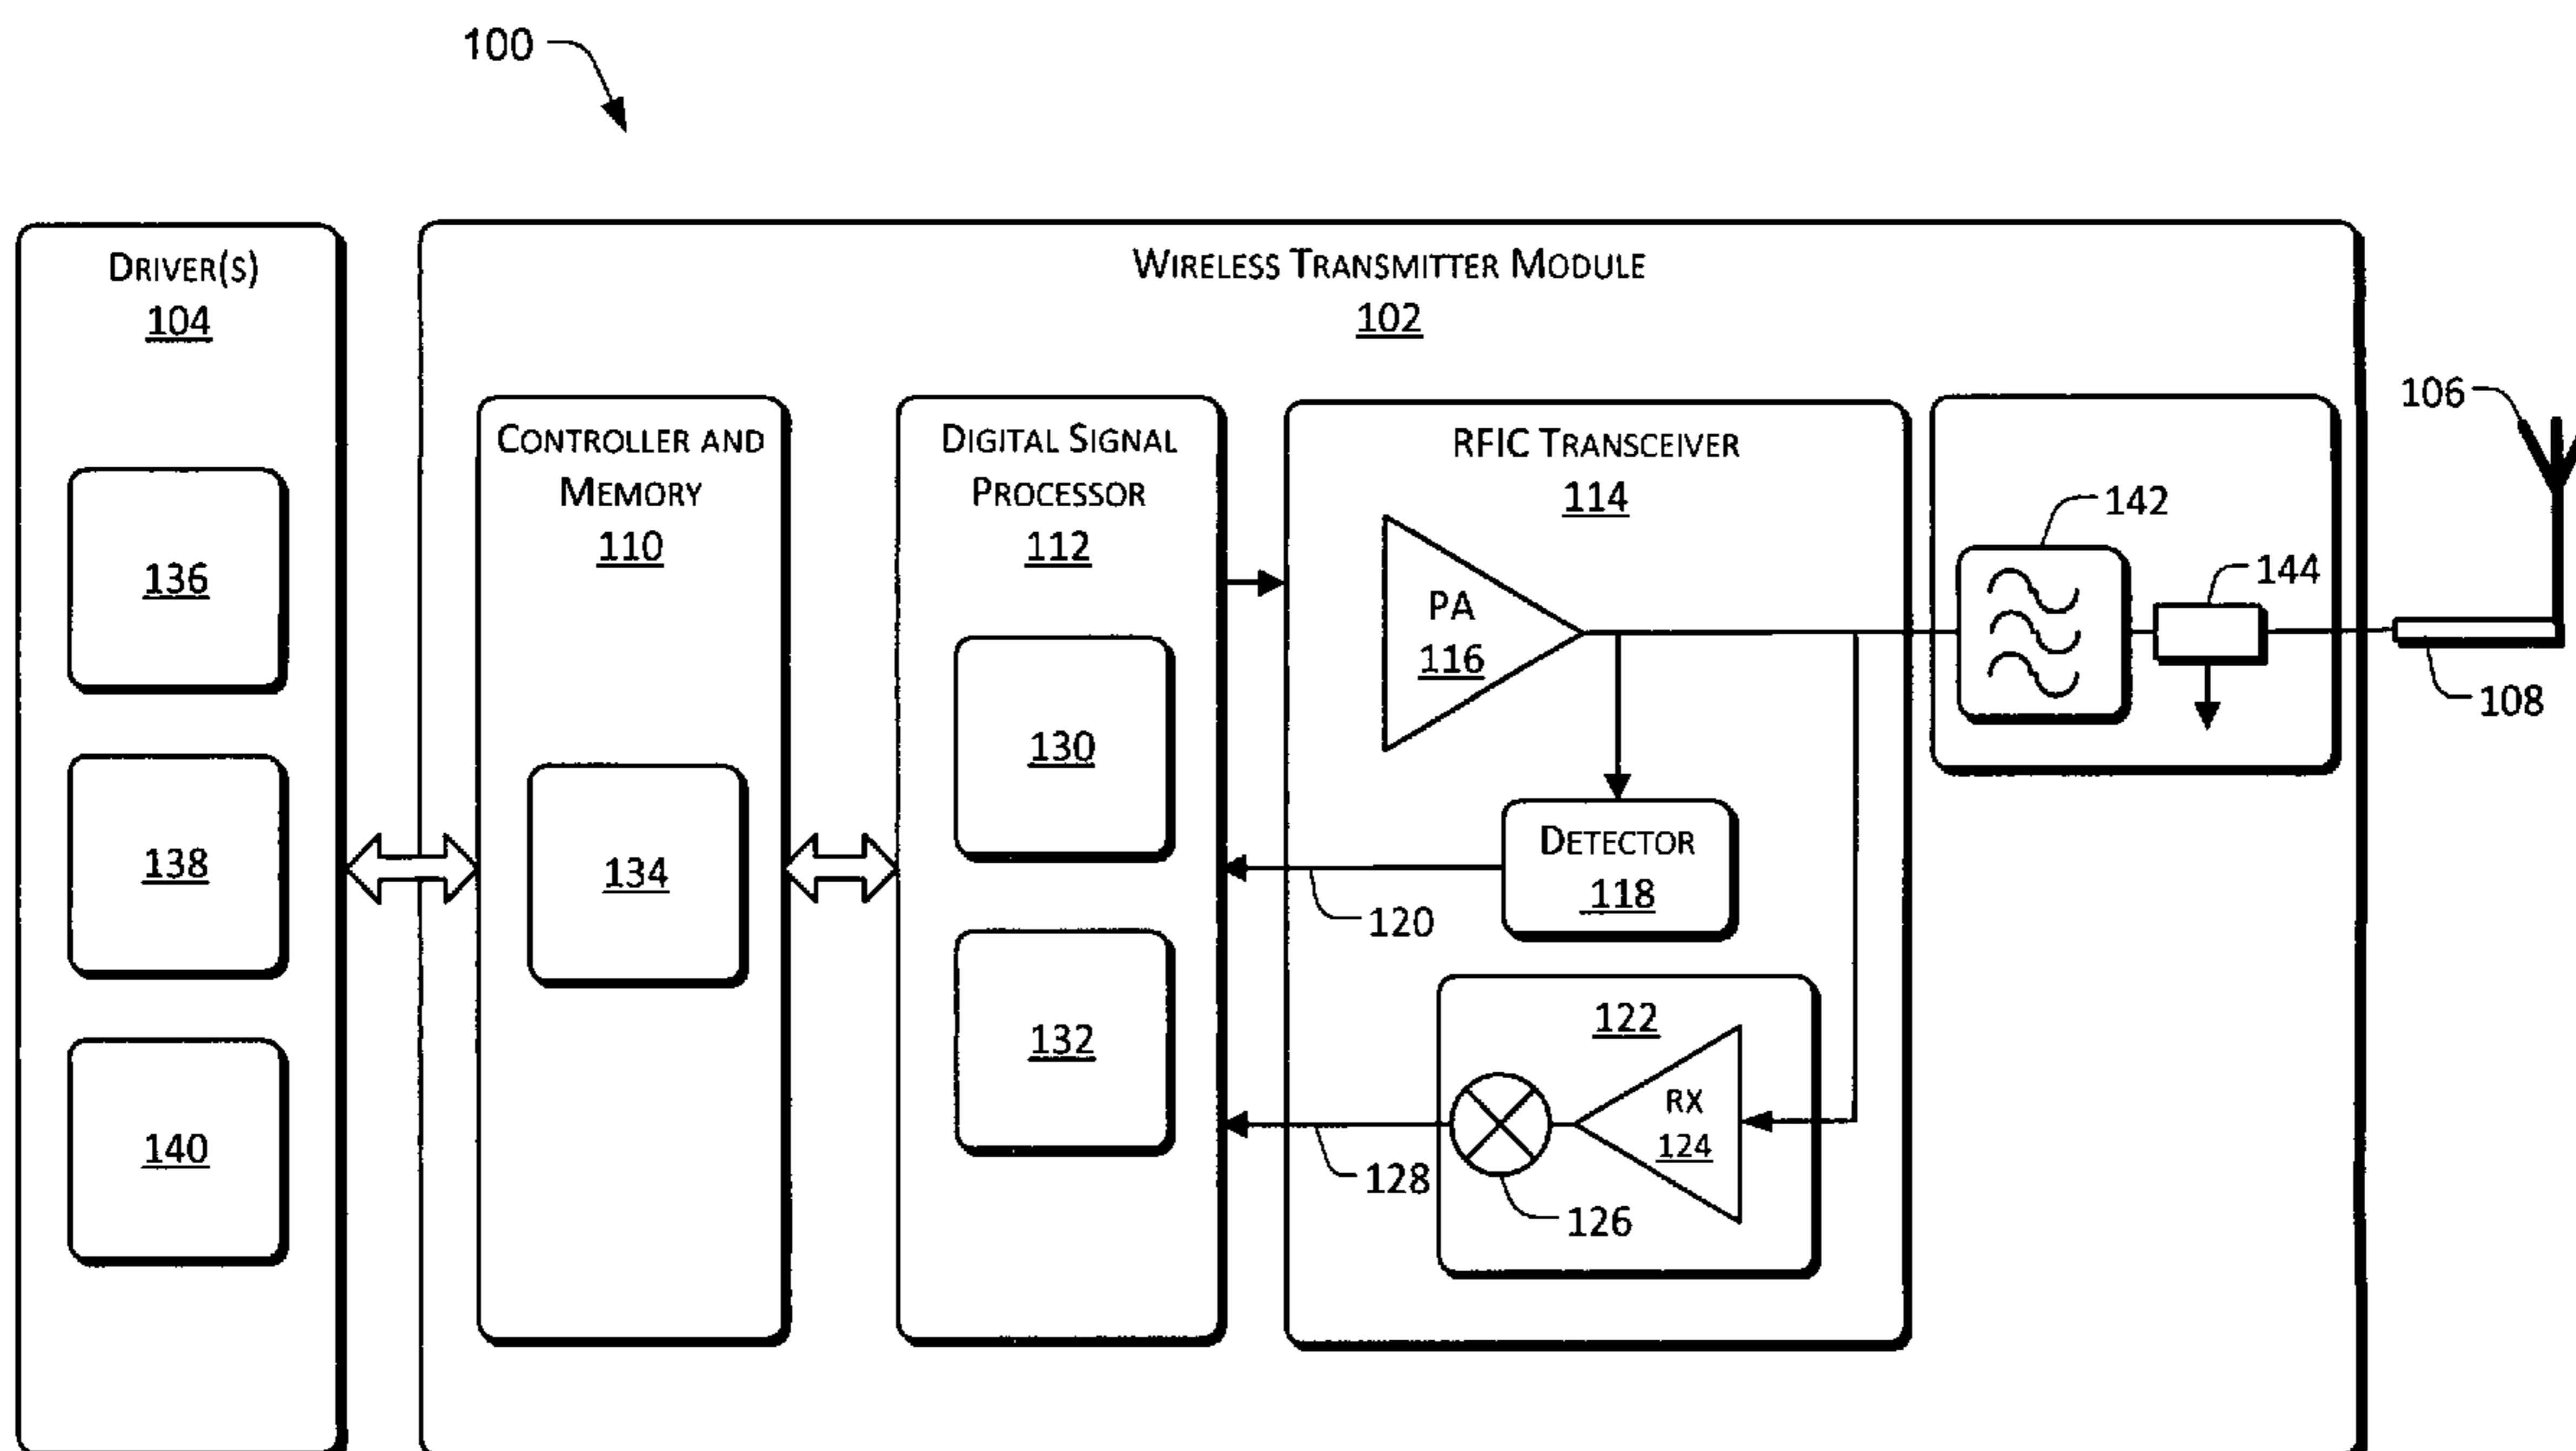 100
DRIVER(S)
104
136
138
140
WIRELESS TRANSMITTER MODULE
102
CONTROLLER AND
MEMORY
110
134
DIGITAL SIGNAL
PROCESSOR
112
130
132
RFIC TRANSCEIVER
114
PA
116
DETECTOR
118
120
122
RX
124
126
128
142
144
106
108